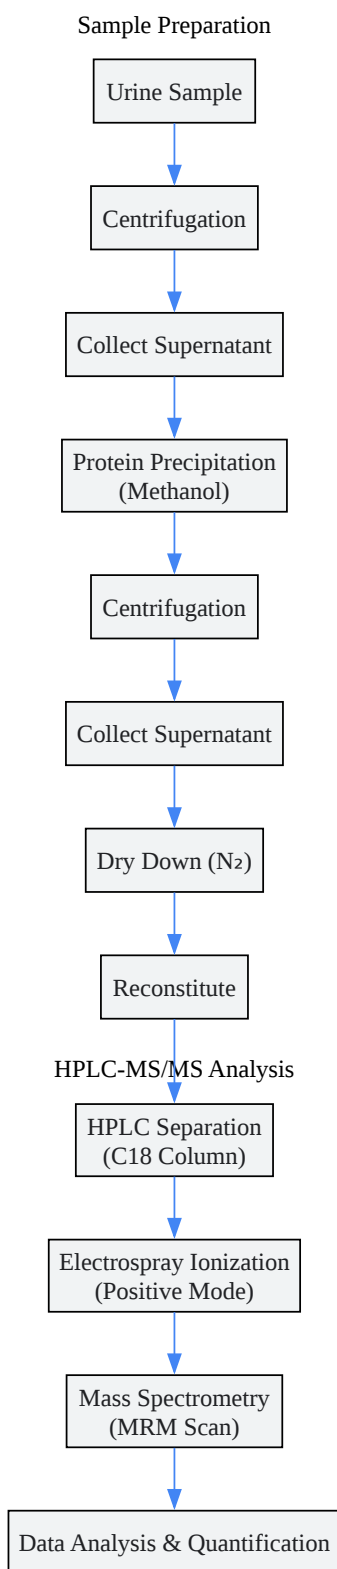 Sample Preparation
Urine Sample
Centrifugation
Collect Supernatant
Protein Precipitation
(Methanol)
Centrifugation
Collect Supernatant
Dry Down (N₂)
Reconstitute
HPLC-MS/MS Analysis
HPLC Separation
(C18 Column)
Electrospray Ionization
(Positive Mode)
Mass Spectrometry
(MRM Scan)
Data Analysis & Quantification